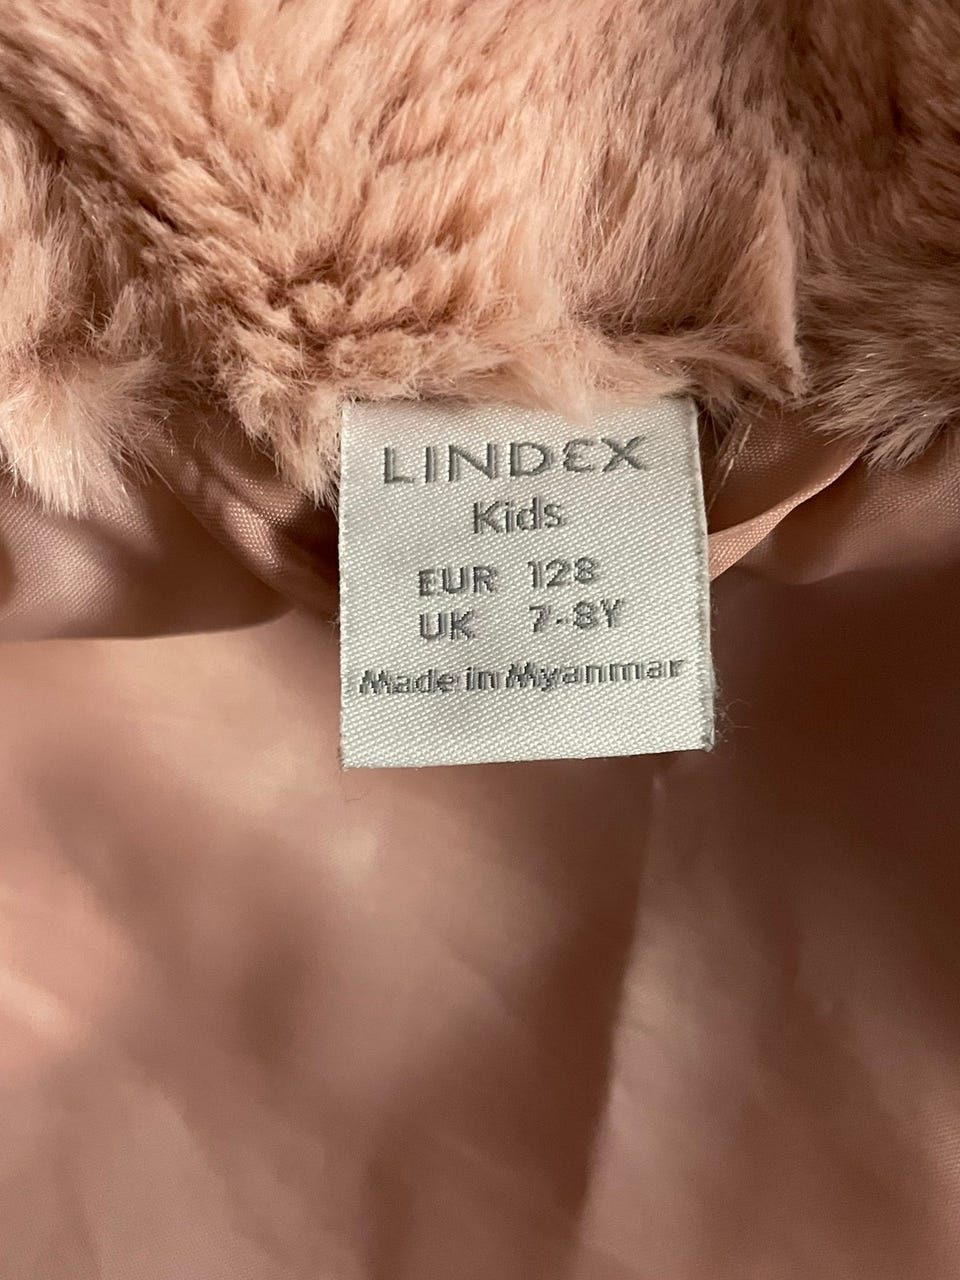 LINDEX
Kids
EUR 128
UK 7-8Y
Made in Myanmar